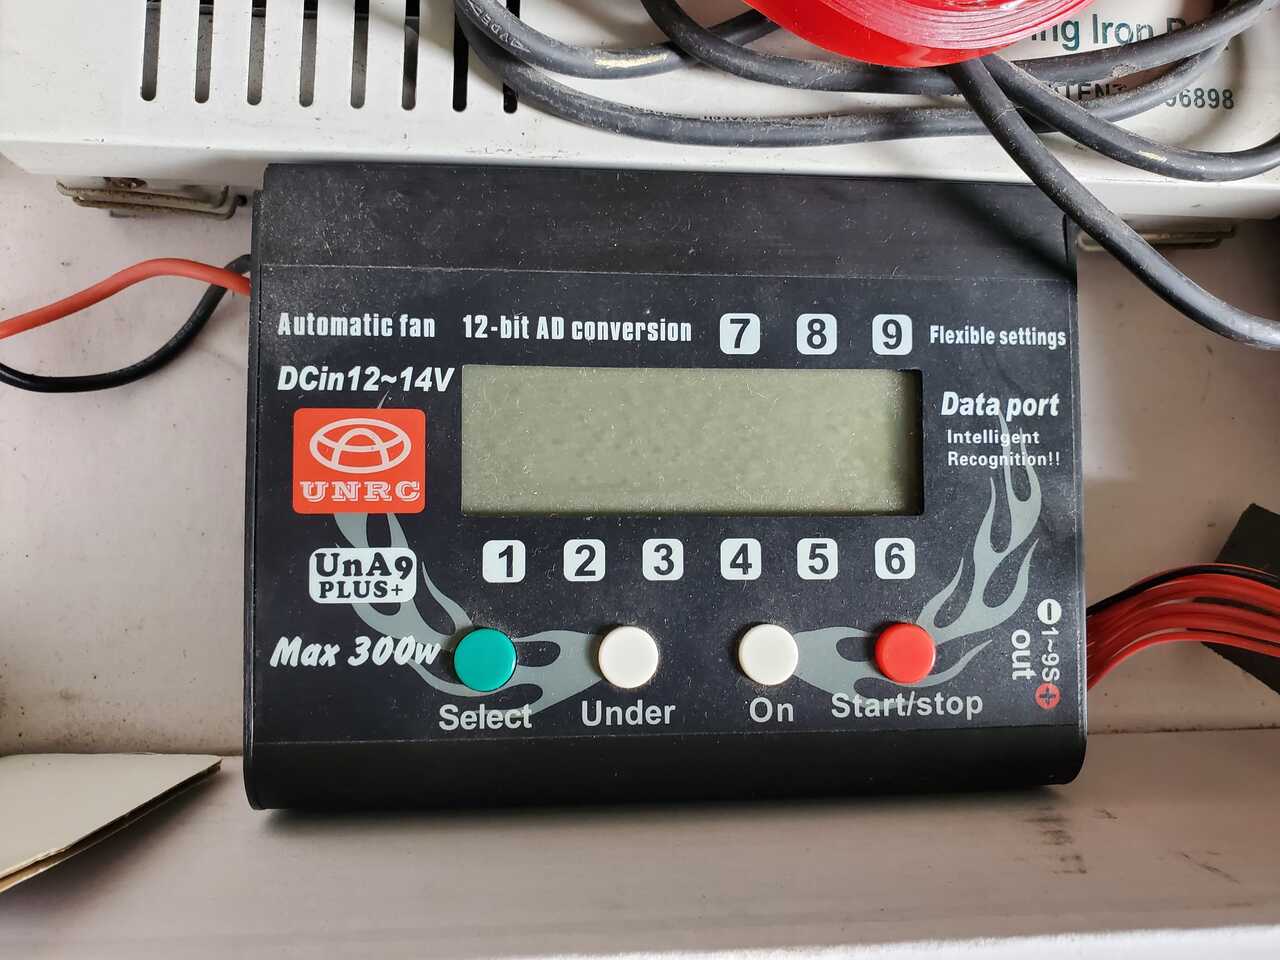 Iron
96898
Automatic fan
12-bit AD conversion
7
8
9
Flexible settings
DCin12~14V
Data port
Intelligent
Recognition!!
UNRC
UnA9
PLUS+
1
2
3
4
5
6
Max 300w
Select
Under
On
Start/stop
1~9S
out